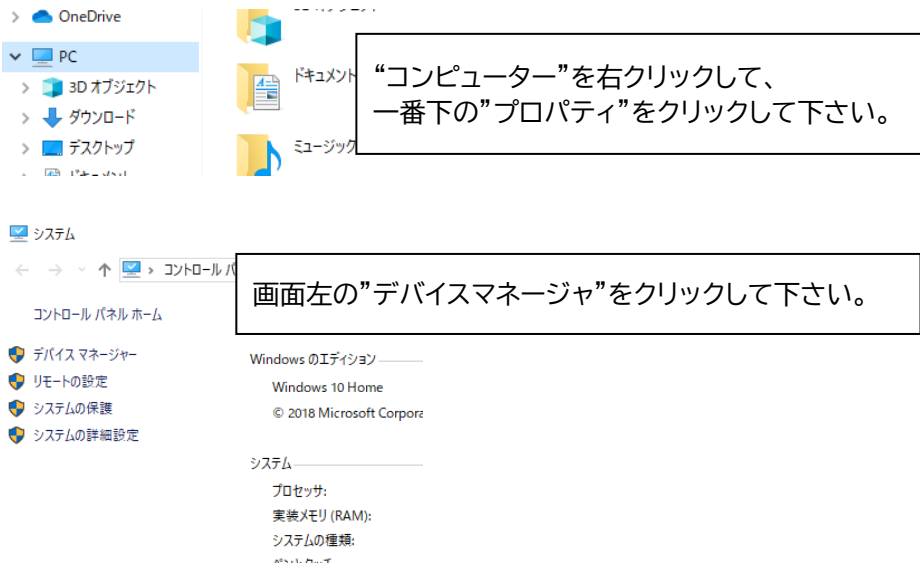 OneDrive
PC
3D オブジェクト
ダウンロード
デスクトップ
ドキュメント
ミュージック
“コンピューター”を右クリックして、
一番下の”プロパティ”をクリックして下さい。
システム
コントロール パ
画面左の”デバイスマネージャ”をクリックして下さい。
コントロール パネル ホーム
デバイス マネージャー
リモートの設定
システムの保護
システムの詳細設定
Windows のエディション
Windows 10 Home
© 2018 Microsoft Corpora
システム
プロセッサ:
実装メモリ (RAM):
システムの種類: